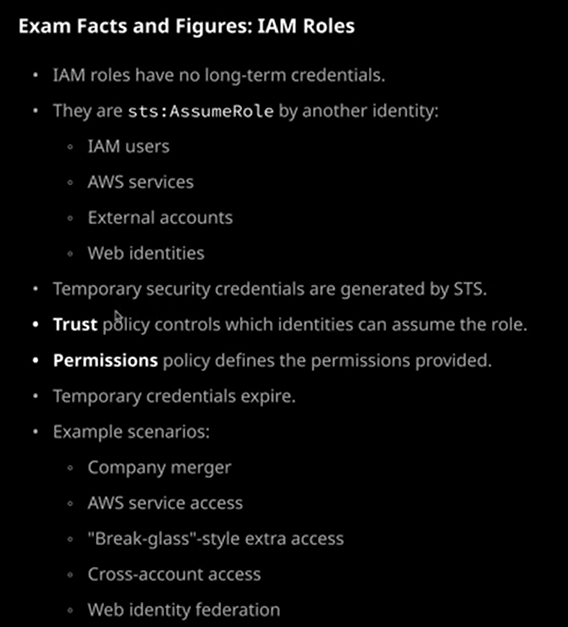 Exam Facts and Figures: IAM Roles
• IAM roles have no long-term credentials.
• They are sts:AssumeRole by another identity:
◦ IAM users
◦ AWS services
◦ External accounts
◦ Web identities
• Temporary security credentials are generated by STS.
• Trust policy controls which identities can assume the role.
• Permissions policy defines the permissions provided.
• Temporary credentials expire.
• Example scenarios:
◦ Company merger
◦ AWS service access
◦ "Break-glass"-style extra access
◦ Cross-account access
◦ Web identity federation